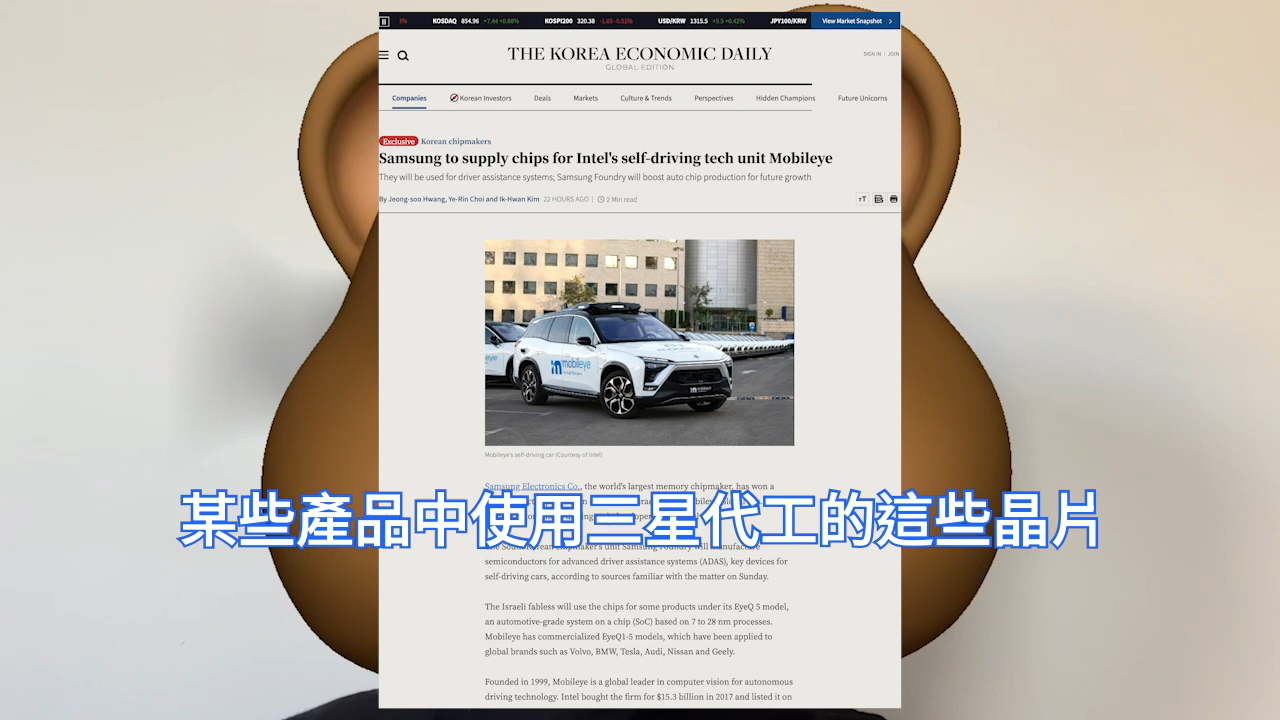 8%
KOSDAQ 854.96 +7.44 +0.88%
KOSPI200 320.38 -1.65 -0.51%
USD/KRW 1315.5 +5.5 +0.42%
JPY100/KRW
View Market Snapshot
THE KOREA ECONOMIC DAILY
GLOBAL EDITION
SIGN IN | JOIN
Companies
Korean Investors
Deals
Markets
Culture & Trends
Perspectives
Hidden Champions
Future Unicorns
Exclusive Korean chipmakers
Samsung to supply chips for Intel's self-driving tech unit Mobileye
They will be used for driver assistance systems; Samsung Foundry will boost auto chip production for future growth
By Jeong-soo Hwang, Ye-Rin Choi and Ik-Hwan Kim 22 HOURS AGO | 2 Min read
тT
mobileye
mobileye
Mobileye's self-driving car (Courtesy of Intel)
Samsung Electronics Co., the world's largest memory chipmaker, has won a
某些產品中使用三星代工的這些晶片
semiconductors for advanced driver assistance systems (ADAS), key devices for
self-driving cars, according to sources familiar with the matter on Sunday.
The Israeli fabless will use the chips for some products under its EyeQ 5 model,
an automotive-grade system on a chip (SoC) based on 7 to 28 nm processes.
Mobileye has commercialized EyeQ1-5 models, which have been applied to
global brands such as Volvo, BMW, Tesla, Audi, Nissan and Geely.
Founded in 1999, Mobileye is a global leader in computer vision for autonomous
driving technology. Intel bought the firm for $15.3 billion in 2017 and listed it on